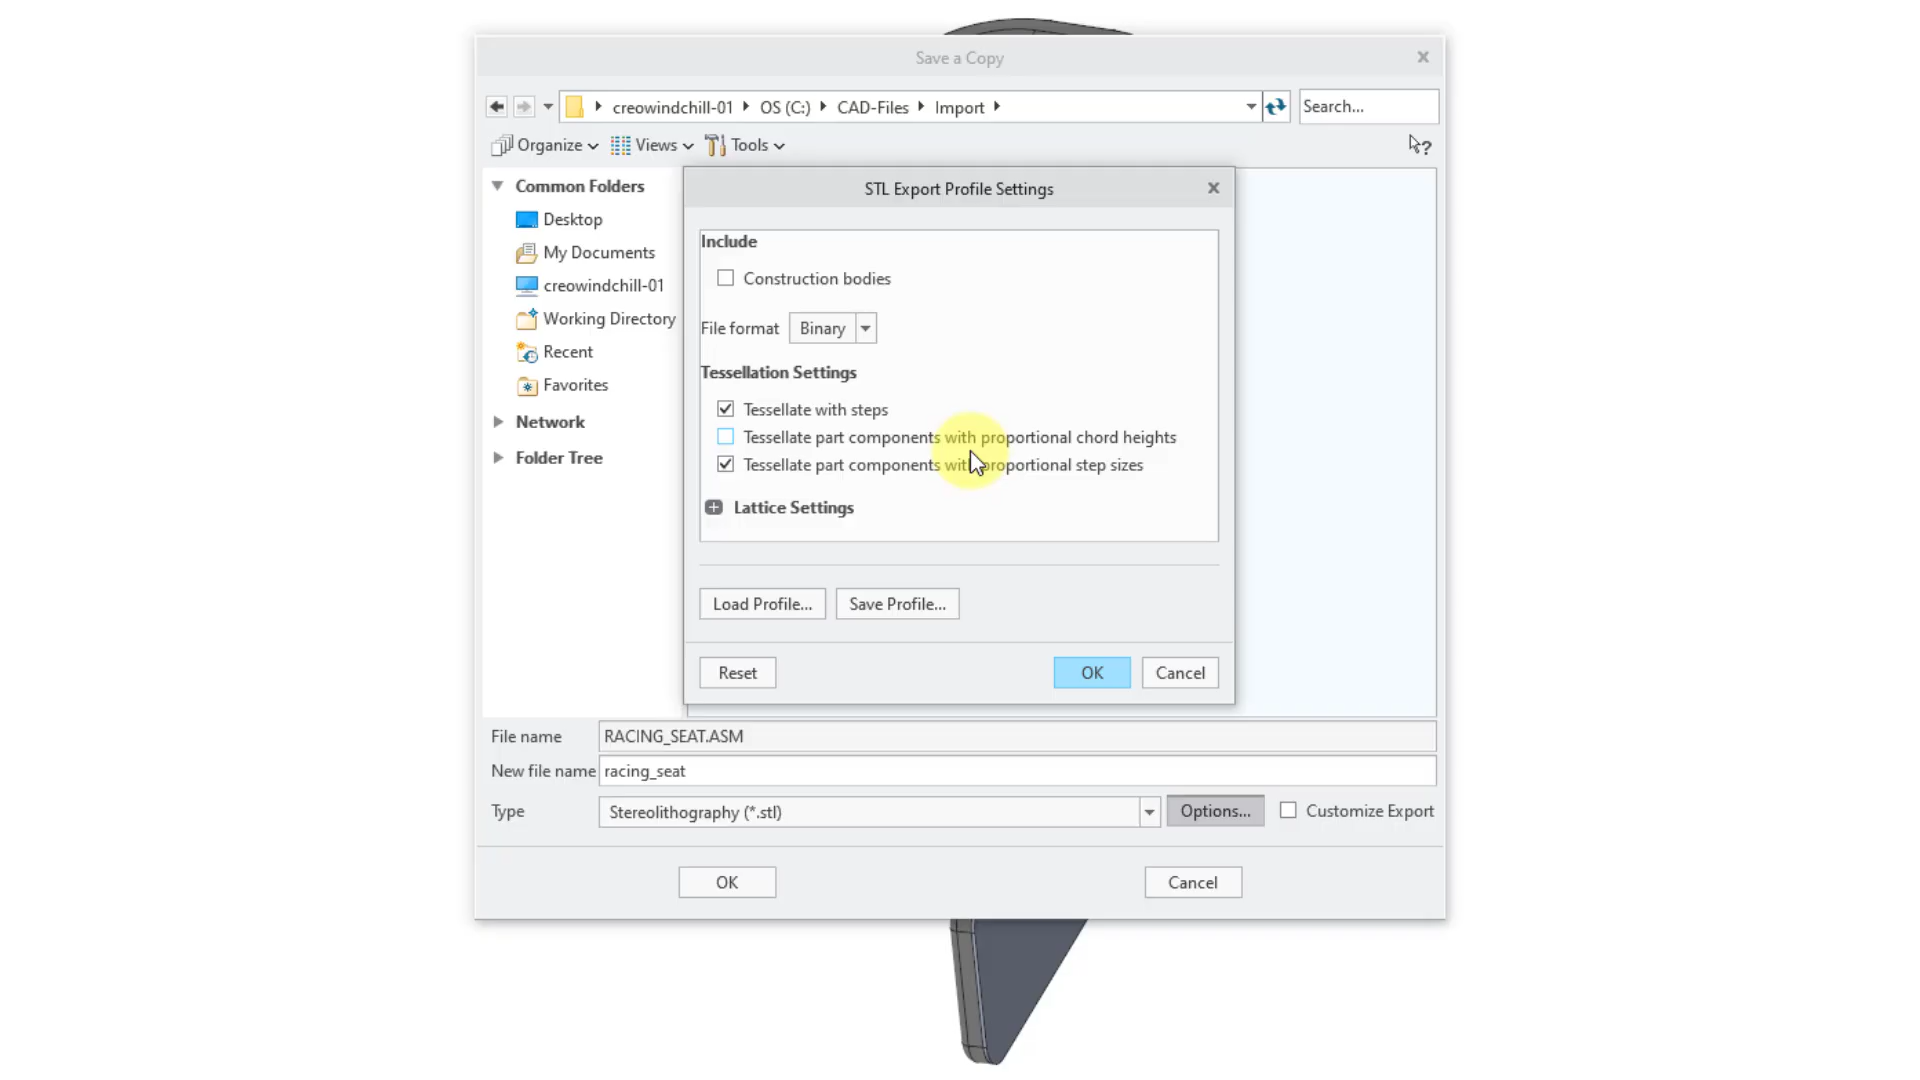 Save a Copy
creowindchill-01 OS (C:) CAD-Files Import
Search...
Organize Views Tools
Common Folders
Desktop
My Documents
creowindchill-01
Working Directory
Recent
Favorites
Network
Folder Tree
STL Export Profile Settings
Include
Construction bodies
File format Binary
Tessellation Settings
Tessellate with steps
Tessellate part components with proportional chord heights
Tessellate part components with proportional step sizes
Lattice Settings
Load Profile... Save Profile...
Reset OK Cancel
File name RACING_SEAT.ASM
New file name racing_seat
Type Stereolithography (*.stl) Options... Customize Export
OK Cancel